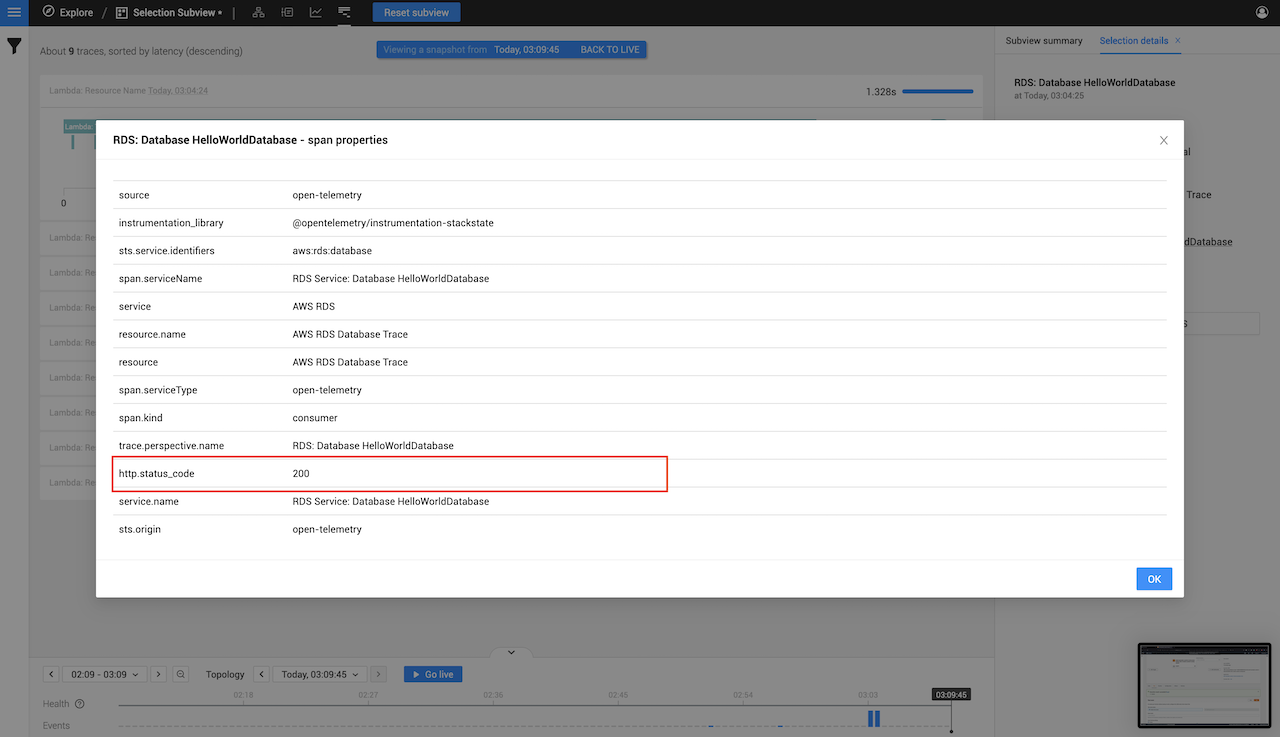 Explore / Selection Subview * | Reset subview
About 9 traces, sorted by latency (descending)
Viewing a snapshot from Today, 03:09:45 BACK TO LIVE
Subview summary Selection details ×
Lambda: Resource Name Today, 03:04:24
1.328s
RDS: Database HelloWorldDatabase
at Today, 03:04:25
Lambda:
0
Lambda: Re
Lambda: Re
Lambda: Re
Lambda: Re
Lambda: Re
Lambda: Re
Lambda: Re
Lambda: Re
al
Trace
dDatabase
S
RDS: Database HelloWorldDatabase - span properties
source open-telemetry
instrumentation_library @opentelemetry/instrumentation-stackstate
sts.service.identifiers aws:rds:database
span.serviceName RDS Service: Database HelloWorldDatabase
service AWS RDS
resource.name AWS RDS Database Trace
resource AWS RDS Database Trace
span.serviceType open-telemetry
span.kind consumer
trace.perspective.name RDS: Database HelloWorldDatabase
http.status_code 200
service.name RDS Service: Database HelloWorldDatabase
sts.origin open-telemetry
OK
02:09 - 03:09 Topology Today, 03:09:45 Go live
02:18 02:27 02:36 02:45 02:54 03:03 03:09:45
Health ?
Events